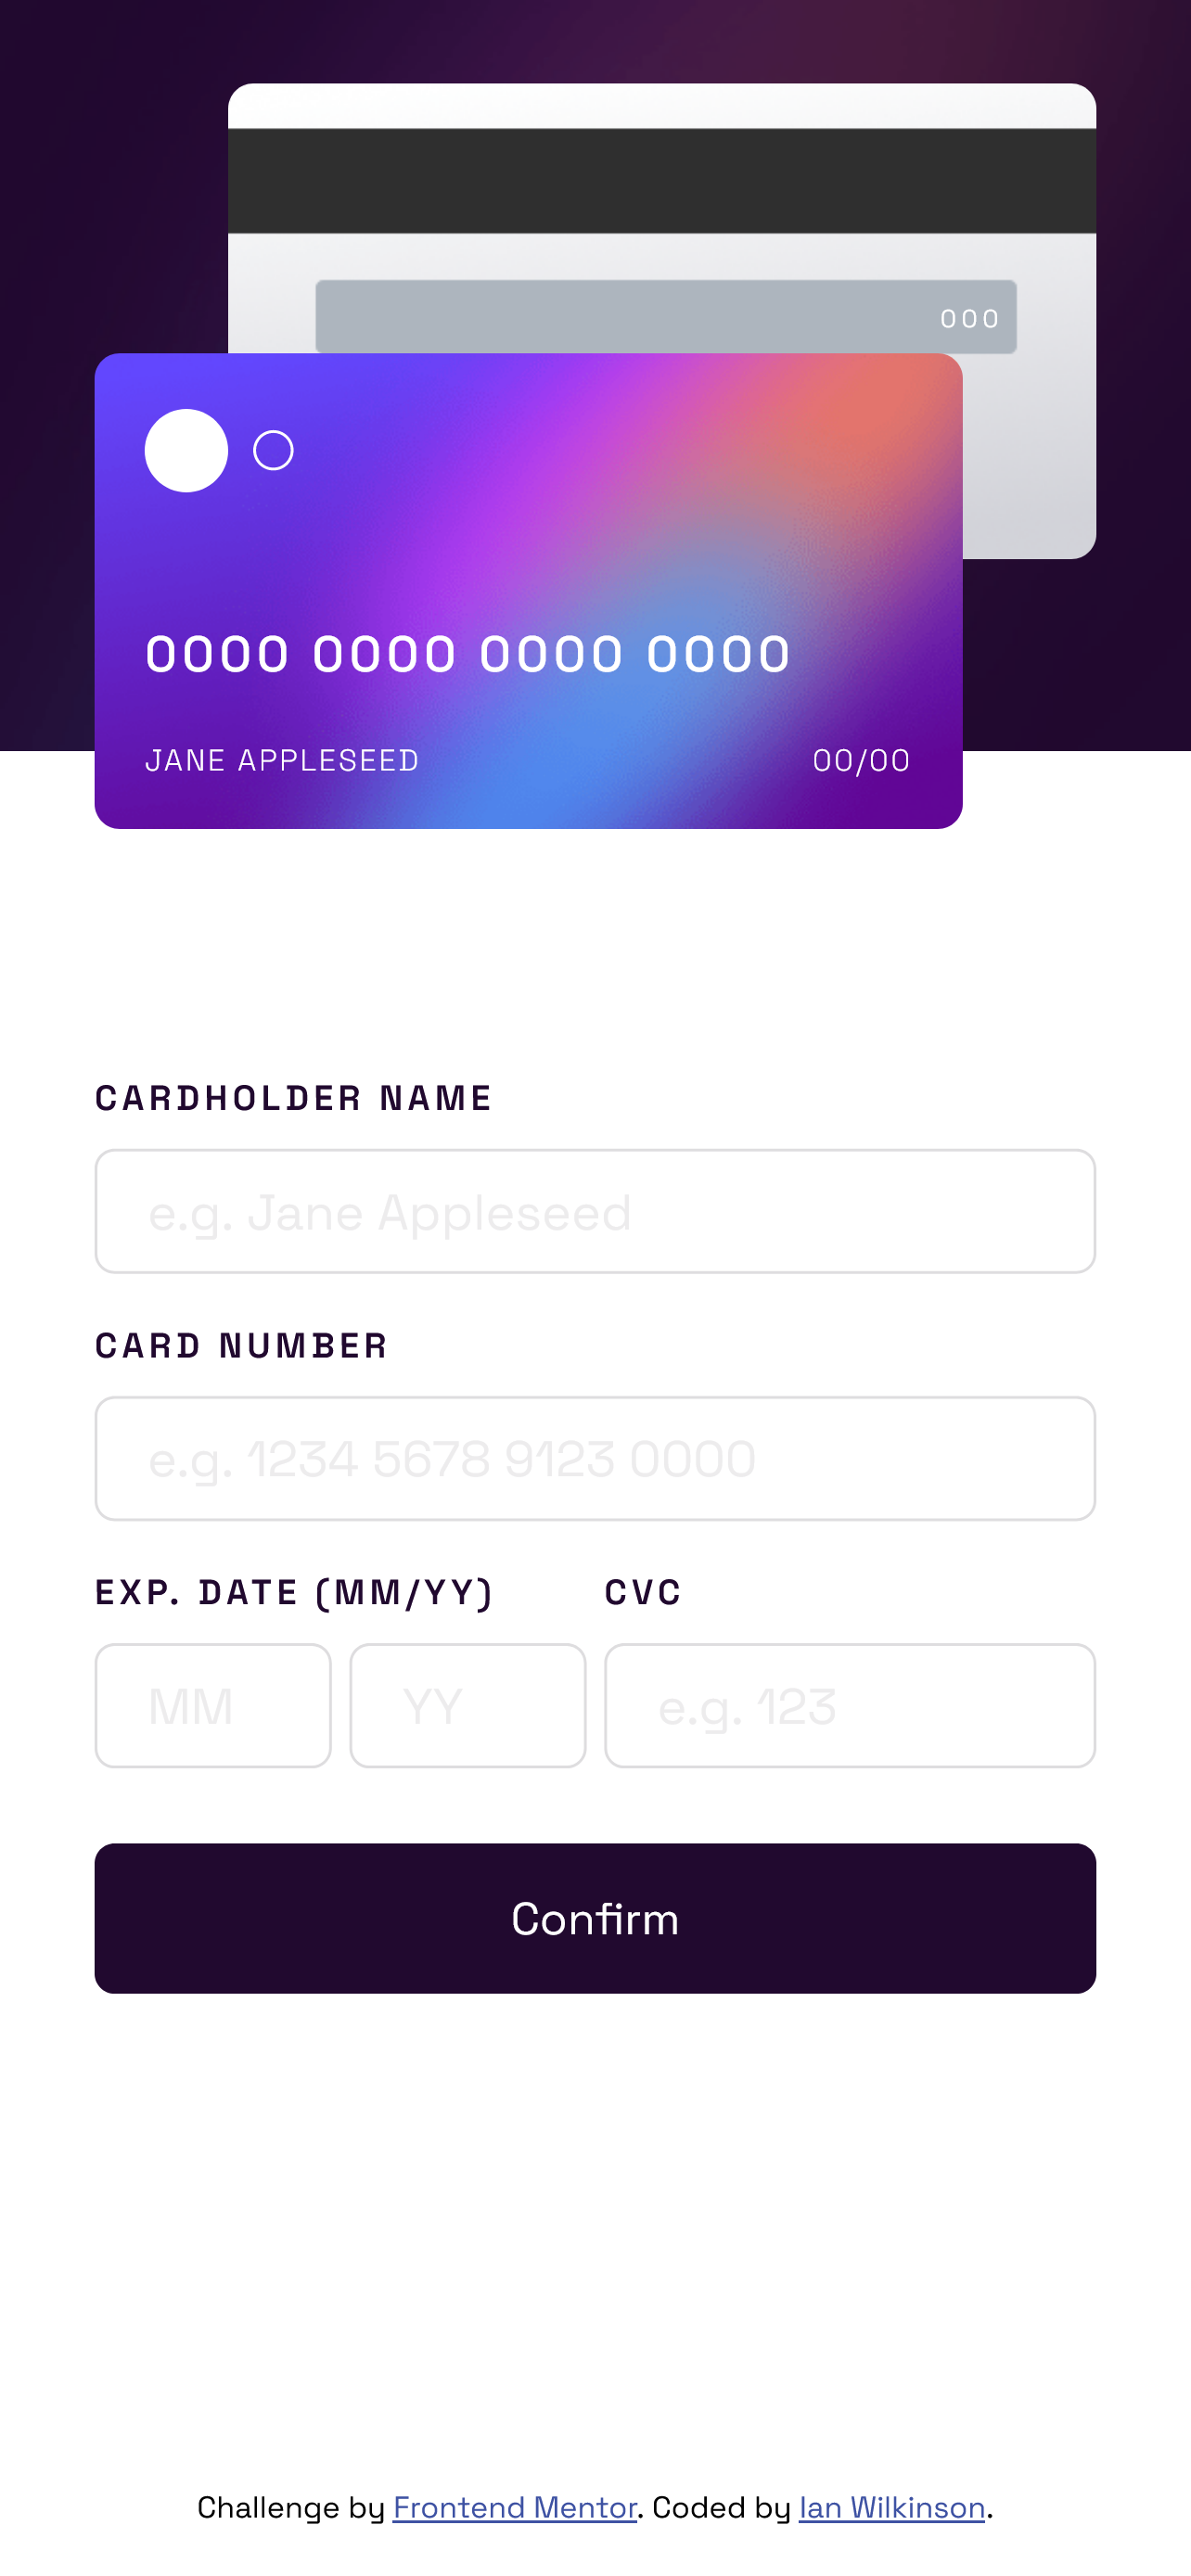 000
0000 0000 0000 0000
JANE APPLESEED 00/00
CARDHOLDER NAME
e.g. Jane Appleseed
CARD NUMBER
e.g. 1234 5678 9123 0000
EXP. DATE (MM/YY) CVC
MM YY e.g. 123
Confirm
Challenge by Frontend Mentor. Coded by Ian Wilkinson.